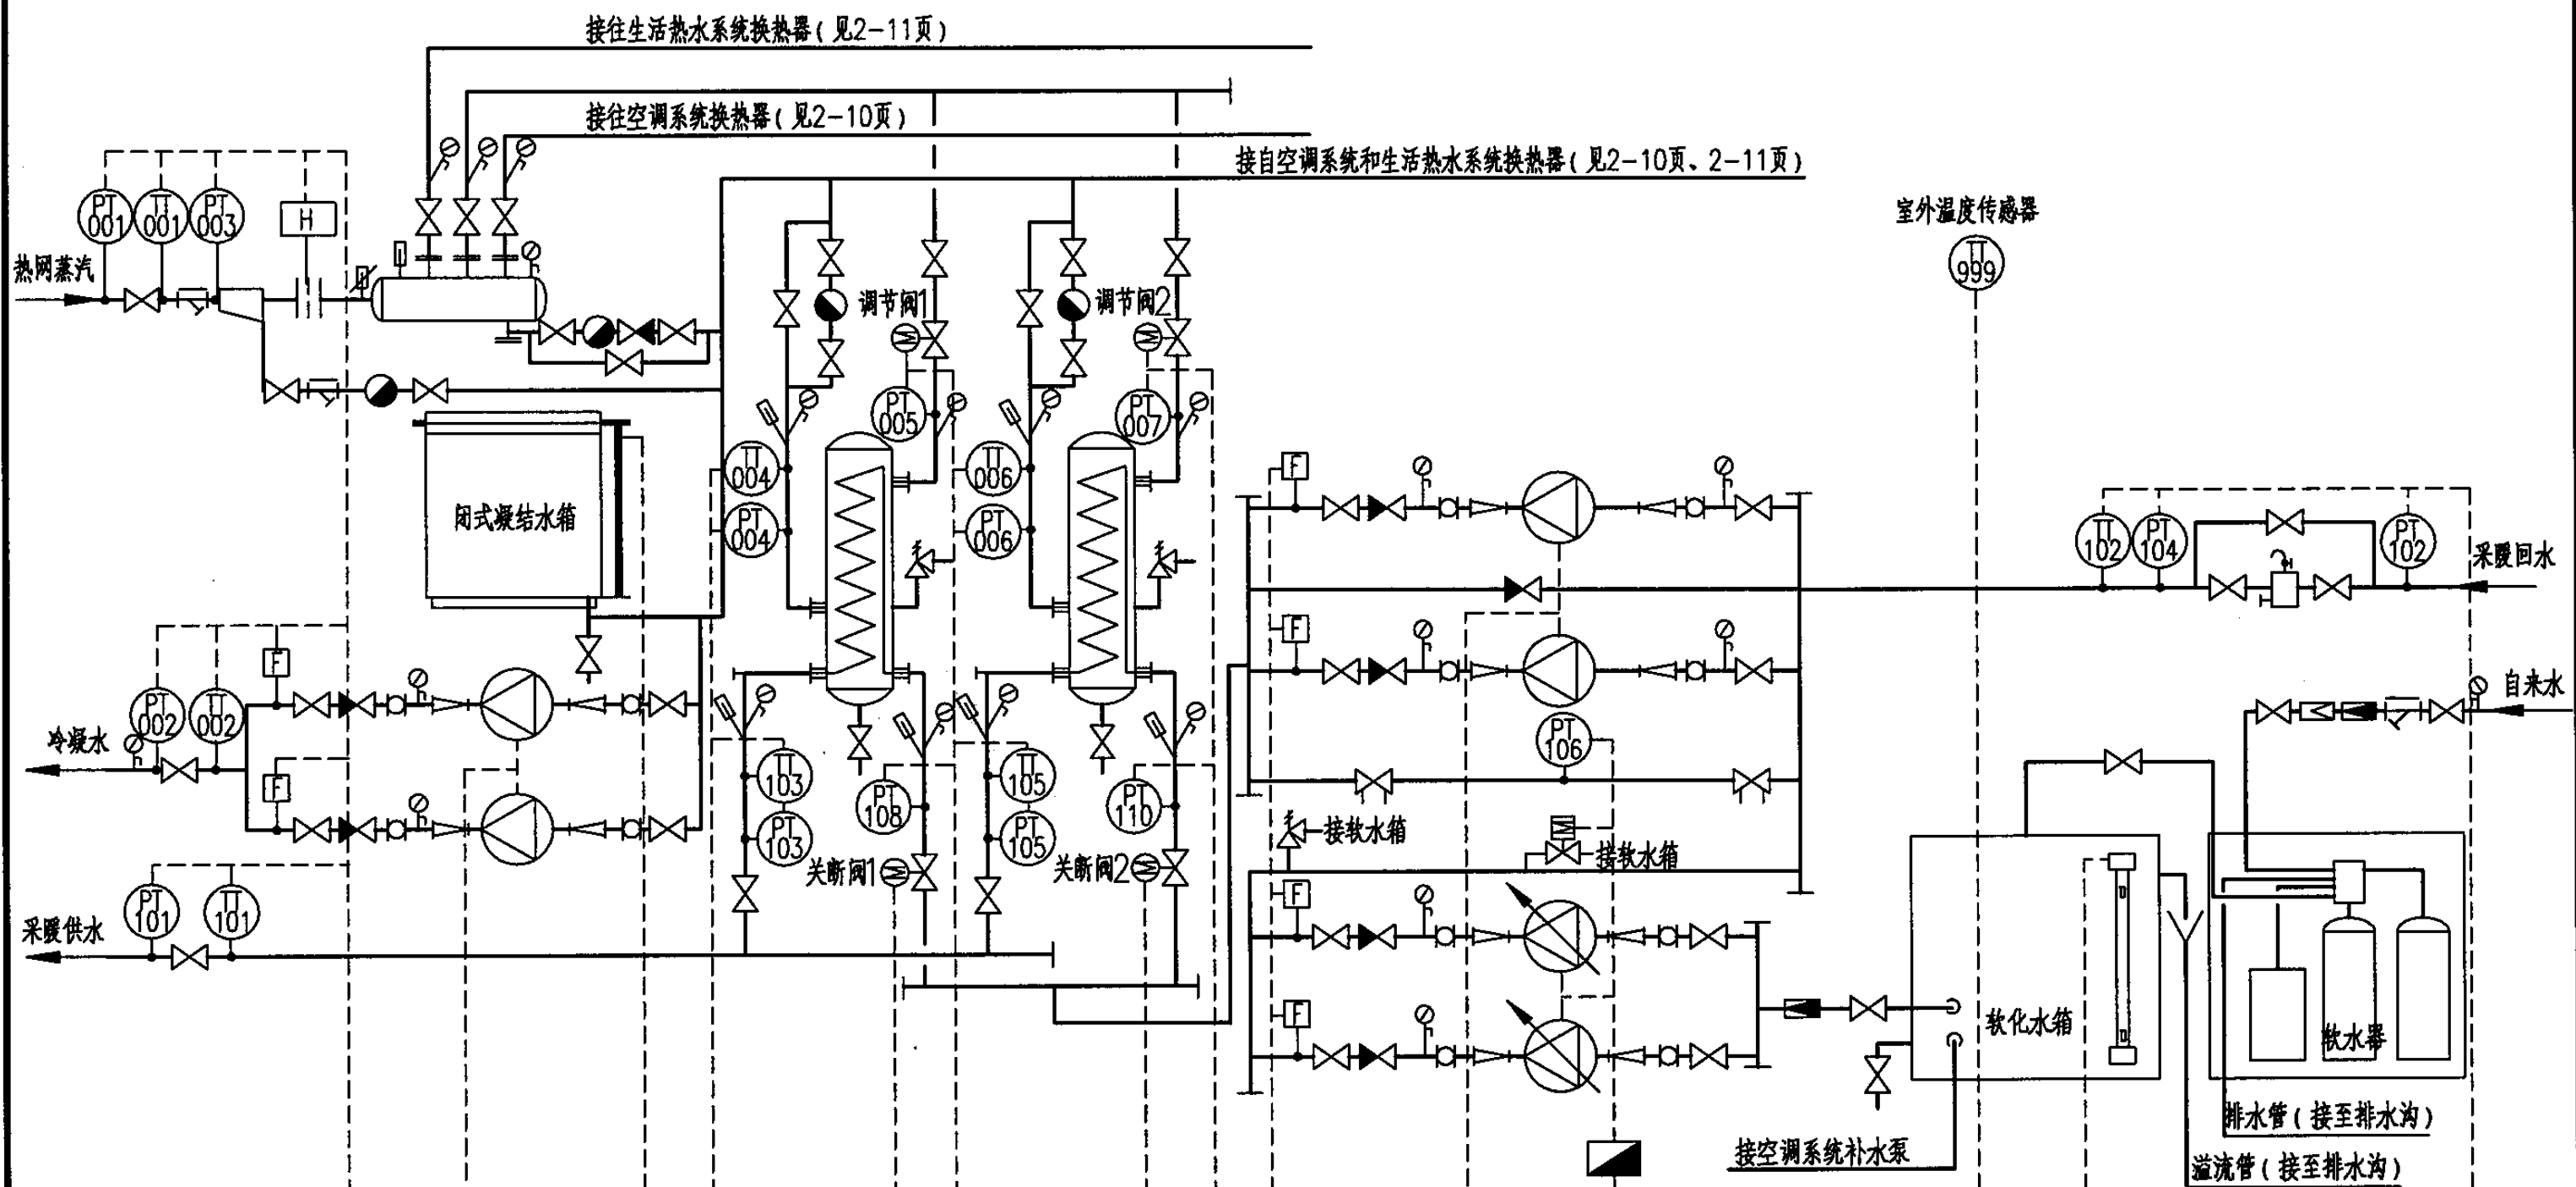 接往生活热水系统换热器(见2-11页)
接往空调系统换热器(见2-10页)
接自空调系统和生活热水系统换热器(见2-10页、2-11页)
室外温度传感器
TT
999
PT
001
TT
001
PT
003
H
热网蒸汽
调节阀1
M
调节阀2
M
PT
005
PT
007
TT
004
TT
006
PT
004
PT
006
闭式凝结水箱
F
TT
102
PT
104
PT
102
采暖回水
F
F
自来水
PT
002
TT
002
冷凝水
PT
106
TT
103
PT
108
TT
105
PT
110
F
PT
103
PT
105
接软水箱
M
接软水箱
关断阀1
M
关断阀2
M
PT
101
TT
101
采暖供水
F
F
软化水箱
D
D
软水器
排水管(接至排水沟)
接空调系统补水泵
溢流管(接至排水沟)